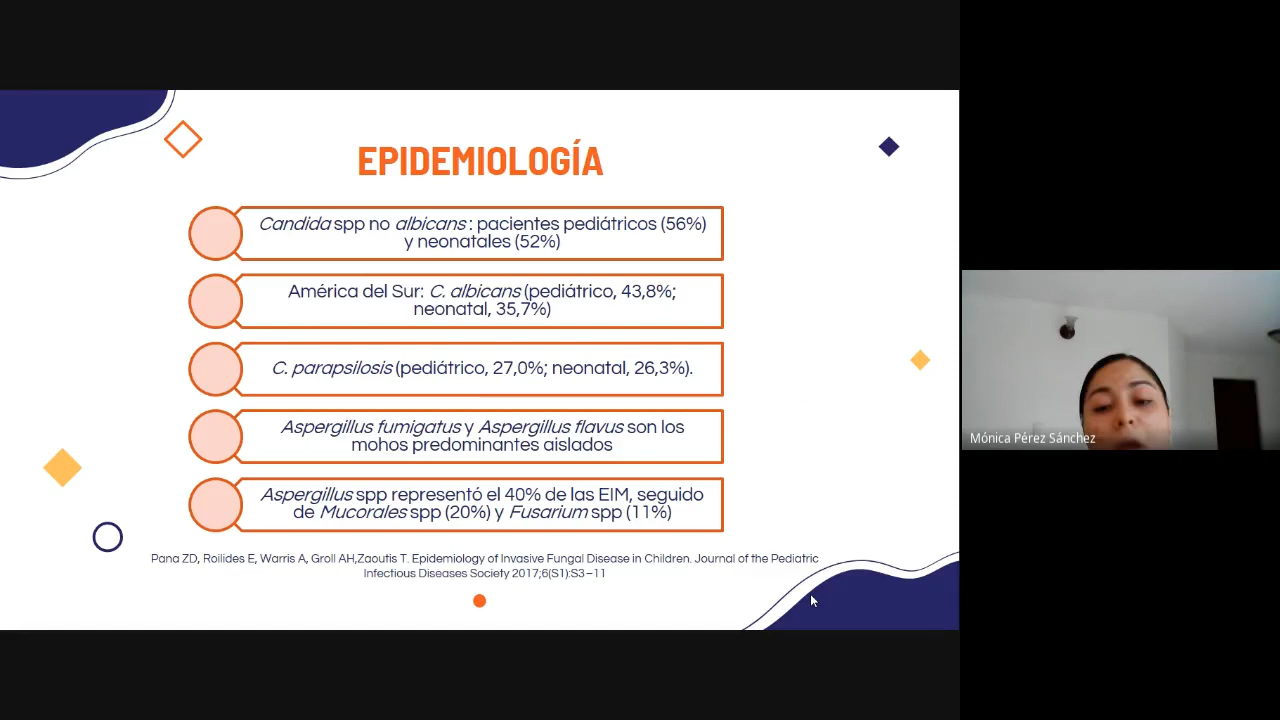 EPIDEMIOLOGÍA
Candida spp no albicans : pacientes pediátricos (56%)
y neonatales (52%)
América del Sur: C. albicans (pediátrico, 43,8%;
neonatal, 35,7%)
C. parapsilosis (pediátrico, 27,0%; neonatal, 26,3%).
Aspergillus fumigatus y Aspergillus flavus son los
mohos predominantes aislados
Aspergillus spp representó el 40% de las EIM, seguido
de Mucorales spp (20%) y Fusarium spp (11%)
Pana ZD, Roilides E, Warris A, Groll AH,Zaoutis T. Epidemiology of Invasive Fungal Disease in Children. Journal of the Pediatric
Infectious Diseases Society 2017;6(S1):S3–11
Mónica Pérez Sánchez